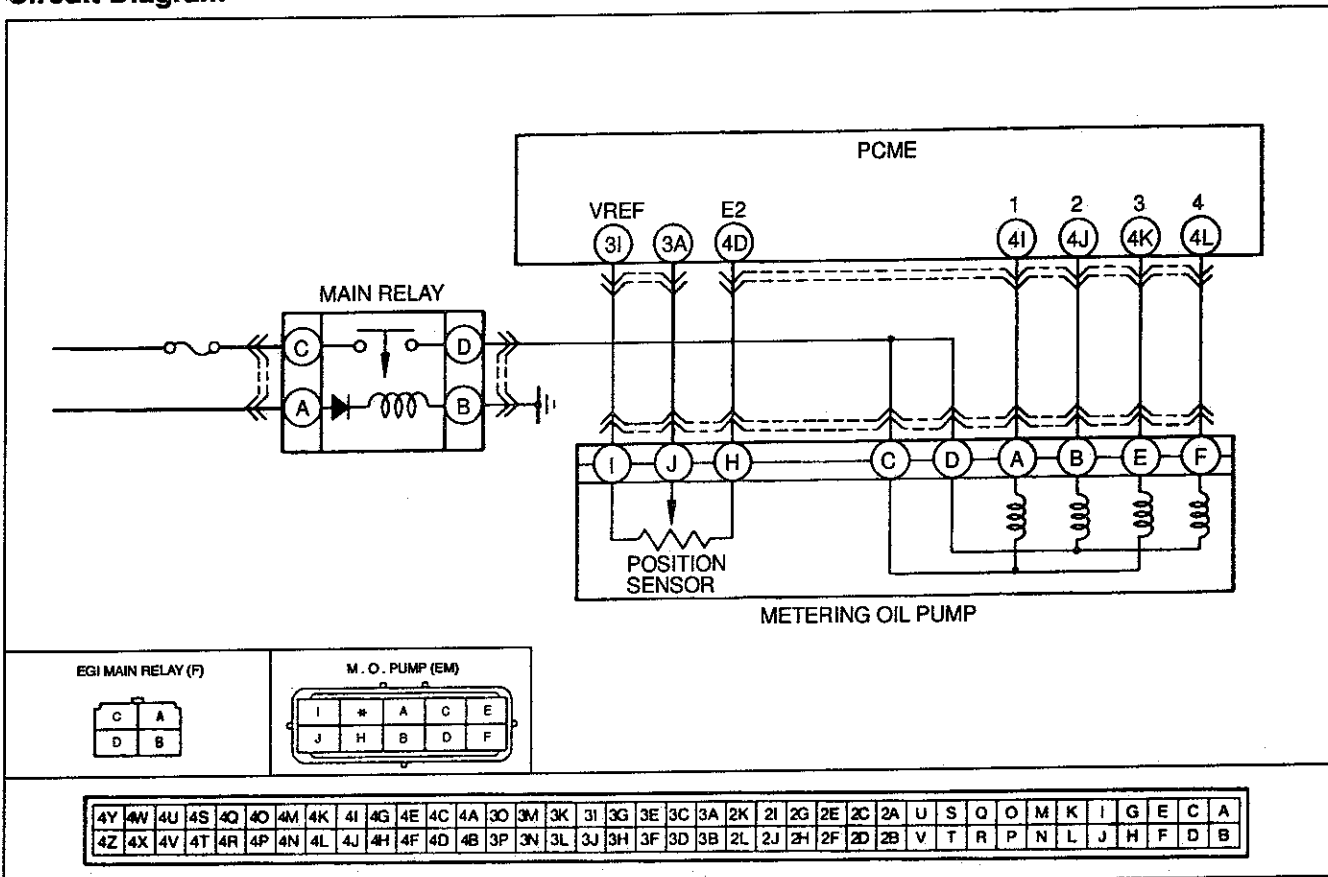 PCME
VREF E2 1 2 3 4
3I 3A 4D 4I 4J 4K 4L
MAIN RELAY
C D
A B
I J H C D A B E F
POSITION
SENSOR
METERING OIL PUMP
EGI MAIN RELAY (F)
C A
D B
M . O . PUMP (EM)
I * A C E
J H B D F
4Y 4W 4U 4S 4Q 4O 4M 4K 4I 4G 4E 4C 4A 3O 3M 3K 3I 3G 3E 3C 3A 2K 2I 2G 2E 2C 2A U S Q O M K I G E C A
4Z 4X 4V 4T 4R 4P 4N 4L 4J 4H 4F 4D 4B 3P 3N 3L 3J 3H 3F 3D 3B 2L 2J 2H 2F 2D 2B V T R P N L J H F D B